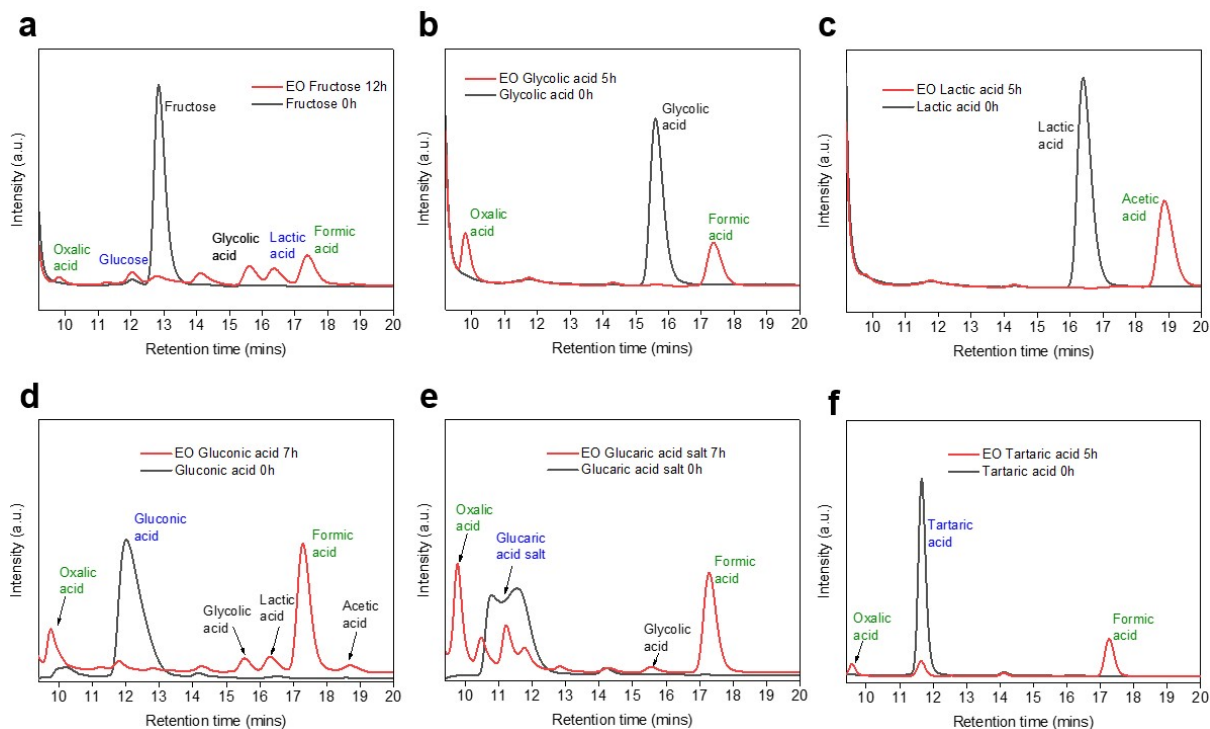 a
EO Fructose 12h
Fructose 0h
Fructose
Oxalic
acid
Glucose
Glycolic
acid
Lactic
acid
Formic
acid
Intensity (a.u.)
10 11 12 13 14 15 16 17 18 19 20
Retention time (mins)
b
EO Glycolic acid 5h
Glycolic acid 0h
Glycolic
acid
Oxalic
acid
Formic
acid
Intensity (a.u.)
10 11 12 13 14 15 16 17 18 19 20
Retention time (mins)
c
EO Lactic acid 5h
Lactic acid 0h
Lactic
acid
Acetic
acid
Intensity (a.u.)
10 11 12 13 14 15 16 17 18 19 20
Retention time (mins)
d
EO Gluconic acid 7h
Gluconic acid 0h
Gluconic
acid
Oxalic
acid
Glycolic
acid
Lactic
acid
Formic
acid
Acetic
acid
Intensity (a.u.)
10 11 12 13 14 15 16 17 18 19 20
Retention time (mins)
e
EO Glucaric acid salt 7h
Glucaric acid salt 0h
Oxalic
acid
Glucaric
acid salt
Glycolic
acid
Formic
acid
Intensity (a.u.)
10 11 12 13 14 15 16 17 18 19 20
Retention time (mins)
f
EO Tartaric acid 5h
Tartaric acid 0h
Tartaric
acid
Oxalic
acid
Formic
acid
Intensity (a.u.)
10 11 12 13 14 15 16 17 18 19 20
Retention time (mins)